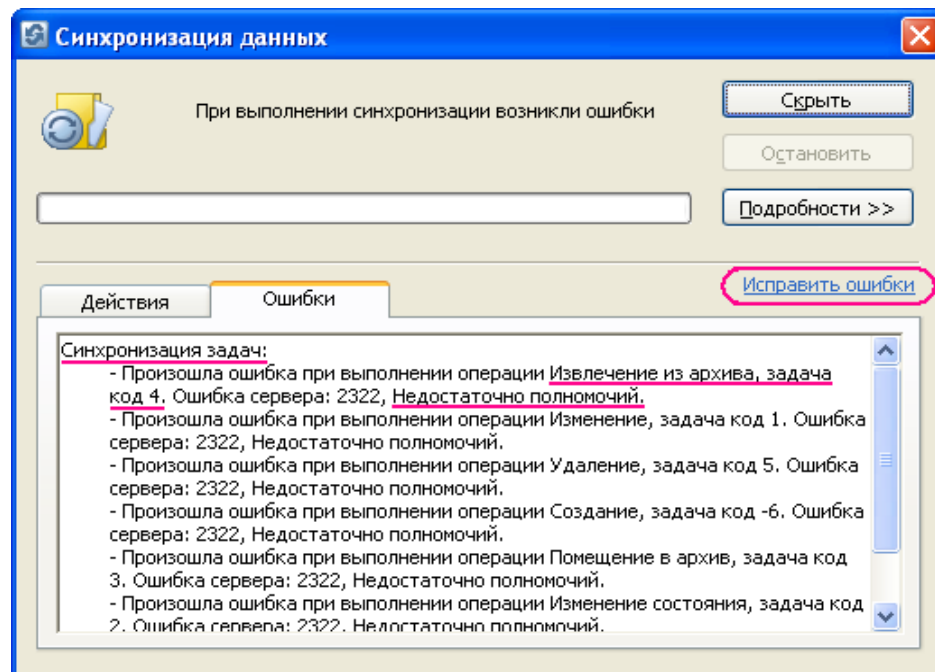 Синхронизация данных
При выполнении синхронизации возникли ошибки
Скрыть
Остановить
Подробности >>
Исправить ошибки
Действия
Ошибки
Синхронизация задач:
- Произошла ошибка при выполнении операции Извлечение из архива, задача
код 4. Ошибка сервера: 2322, Недостаточно полномочий.
- Произошла ошибка при выполнении операции Изменение, задача код 1. Ошибка
сервера: 2322, Недостаточно полномочий.
- Произошла ошибка при выполнении операции Удаление, задача код 5. Ошибка
сервера: 2322, Недостаточно полномочий.
- Произошла ошибка при выполнении операции Создание, задача код -6. Ошибка
сервера: 2322, Недостаточно полномочий.
- Произошла ошибка при выполнении операции Помещение в архив, задача код
3. Ошибка сервера: 2322, Недостаточно полномочий.
- Произошла ошибка при выполнении операции Изменение состояния, задача код
2. Ошибка сервера: 2322. Недостаточно полномочий.